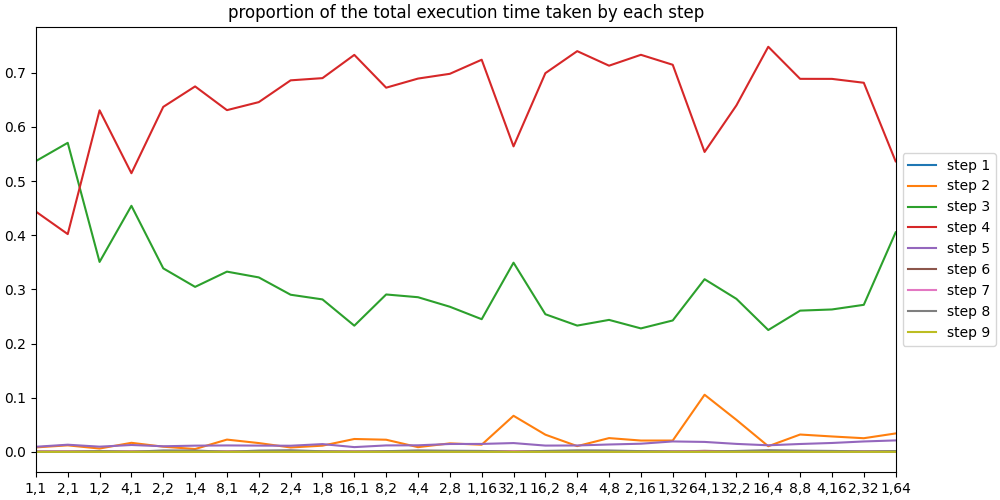 proportion of the total execution time taken by each step
0.7
0.6
0.5
0.4
0.3
0.2
0.1
0.0
1,1 2,1 1,2 4,1 2,2 1,4 8,1 4,2 2,4 1,8 16,1 8,2 4,4 2,8 1,16 32,1 16,2 8,4 4,8 2,16 1,32 64,1 32,2 16,4 8,8 4,16 2,32 1,64
step 1
step 2
step 3
step 4
step 5
step 6
step 7
step 8
step 9